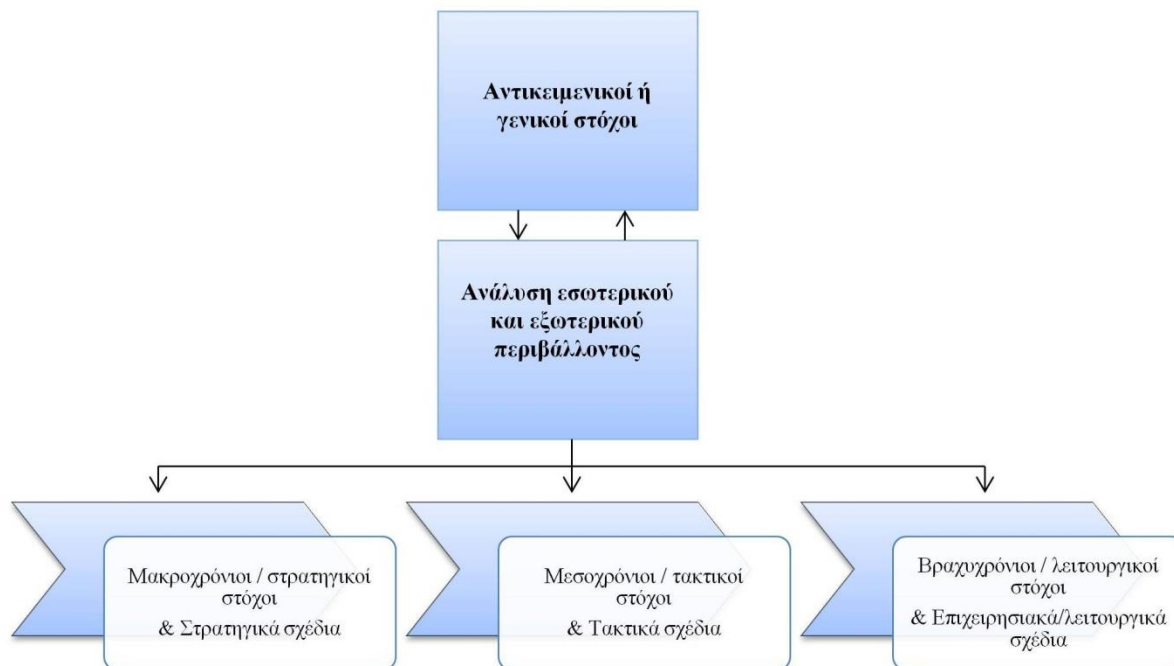 Αντικειμενικοί ή
γενικοί στόχοι
Ανάλυση εσωτερικού
και εξωτερικού
περιβάλλοντος
Μακροχρόνιοι / στρατηγικοί
στόχοι
& Στρατηγικά σχέδια
Μεσοχρόνιοι / τακτικοί
στόχοι
& Τακτικά σχέδια
Βραχυχρόνιοι / λειτουργικοί
στόχοι
& Επιχειρησιακά/λειτουργικά
σχέδια